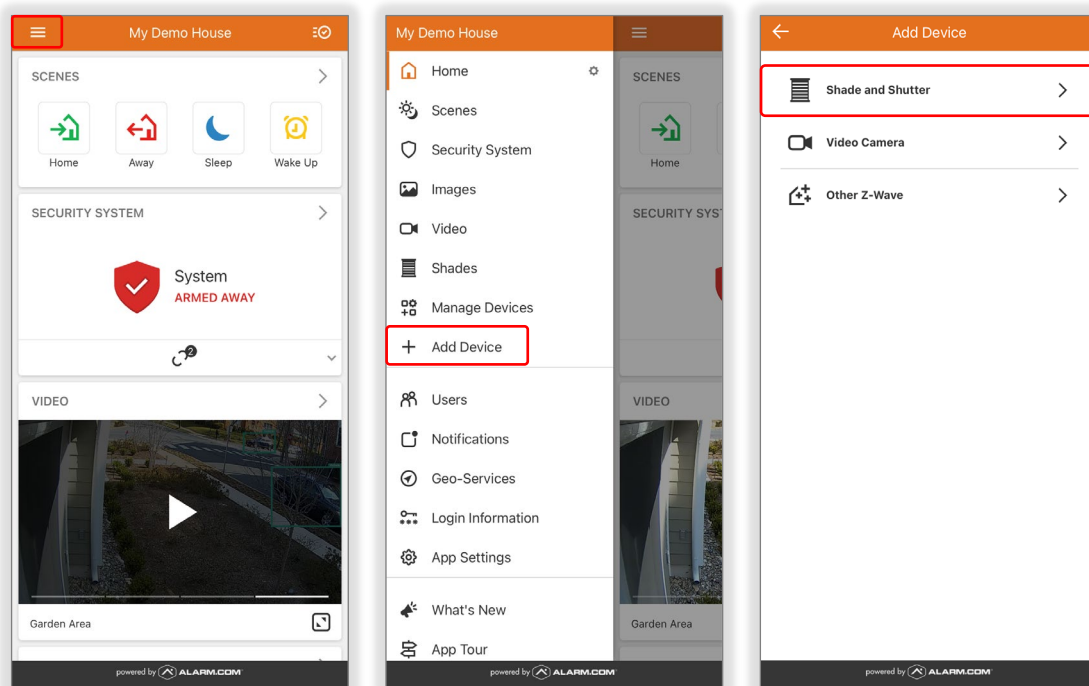 My Demo House
SCENES
Home Away Sleep Wake Up
SECURITY SYSTEM
System
ARMED AWAY
2
VIDEO
Garden Area
powered by ALARM.COM
My Demo House
Home
Scenes
Security System
Images
Video
Shades
Manage Devices
Add Device
Users
Notifications
Geo-Services
Login Information
App Settings
What's New
App Tour
SCENES
Home
SECURITY SYS
VIDEO
Garden Area
powered by ALARM.COM
Add Device
Shade and Shutter
Video Camera
Other Z-Wave
powered by ALARM.COM